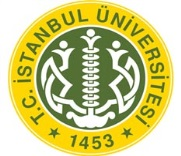 T.C. İSTANBUL ÜNİVERSİTESİ
1453